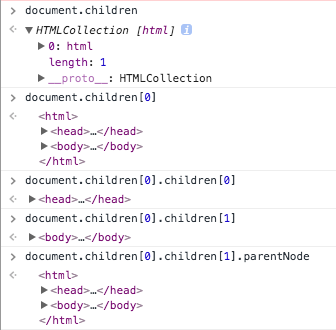 document.children
HTMLCollection [html]
0: html
length: 1
__proto__: HTMLCollection
document.children[0]
<html>
<head>…</head>
<body>…</body>
</html>
document.children[0].children[0]
<head>…</head>
document.children[0].children[1]
<body>…</body>
document.children[0].children[1].parentNode
<html>
<head>…</head>
<body>…</body>
</html>